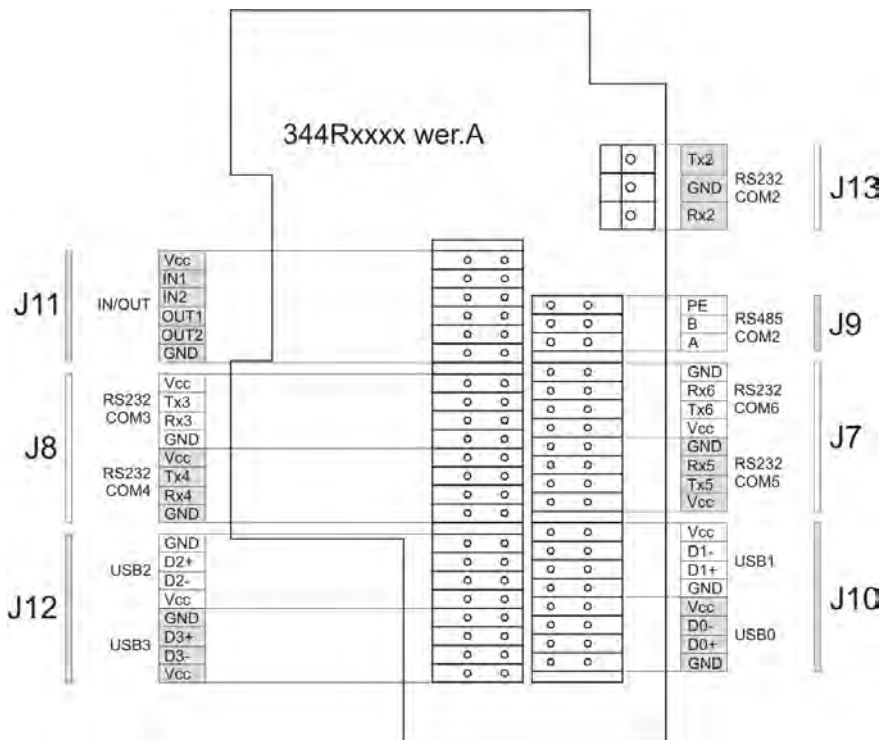 344Rxxxx wer.A
J11
IN/OUT
Vcc
IN1
IN2
OUT1
OUT2
GND
J8
RS232
COM3
Vcc
Tx3
Rx3
GND
RS232
COM4
Vcc
Tx4
Rx4
GND
J12
USB2
GND
D2+
D2-
Vcc
USB3
GND
D3+
D3-
Vcc
Tx2
GND
Rx2
RS232
COM2
J13
PE
B
A
RS485
COM2
J9
GND
Rx6
Tx6
Vcc
RS232
COM6
GND
Rx5
Tx5
Vcc
RS232
COM5
J7
Vcc
D1-
D1+
GND
USB1
Vcc
D0-
D0+
GND
USB0
J10